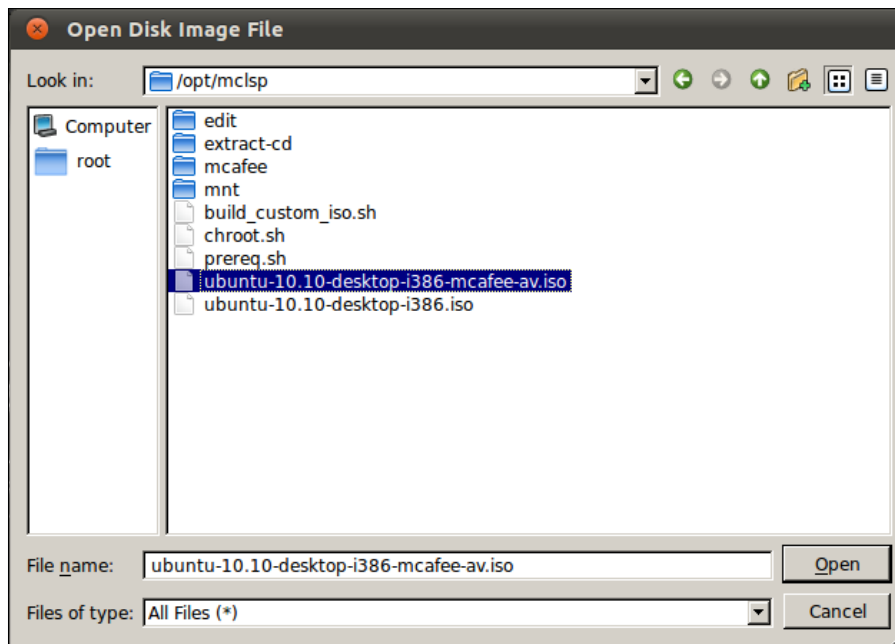 Open Disk Image File
Look in: /opt/mclsp
Computer
root
edit
extract-cd
mcafee
mnt
build_custom_iso.sh
chroot.sh
prereq.sh
ubuntu-10.10-desktop-i386-mcafee-av.iso
ubuntu-10.10-desktop-i386.iso
File name: ubuntu-10.10-desktop-i386-mcafee-av.iso Open
Files of type: All Files (*) Cancel